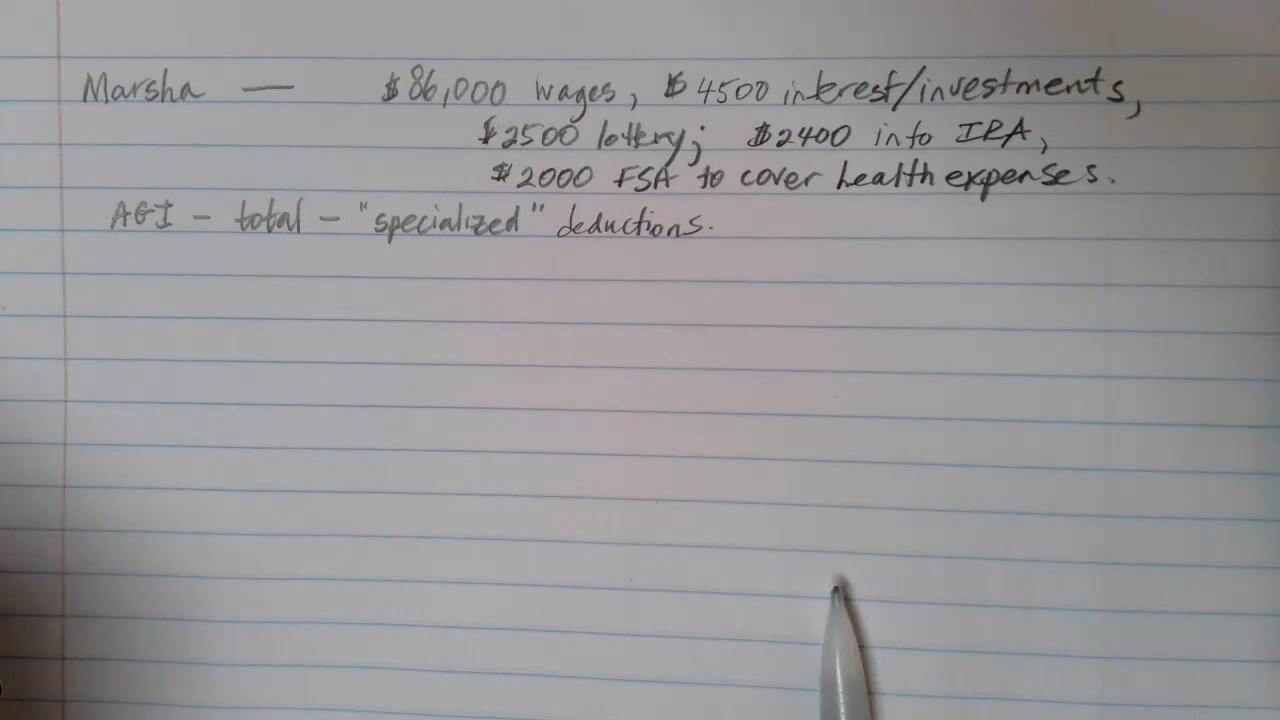 Marsha — $86,000 wages, $4500 interest/investments,
$2500 lottery; $2400 into IRA,
$2000 FSA to cover health expenses.
AGI - total - "specialized" deductions.